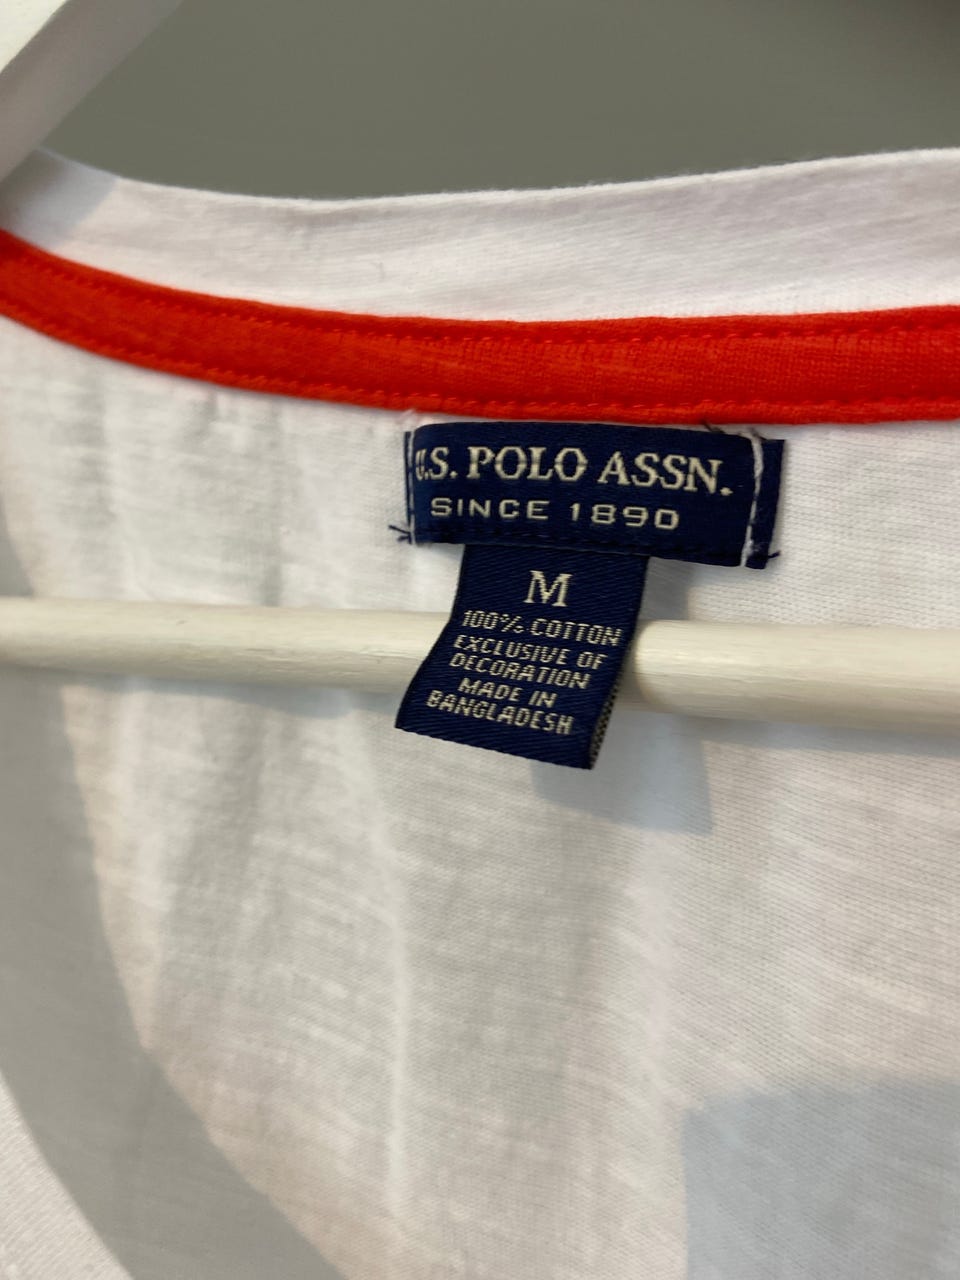 U.S. POLO ASSN.
SINCE 1890
M
100% COTTON
EXCLUSIVE OF
DECORATION
MADE IN
BANGLADESH